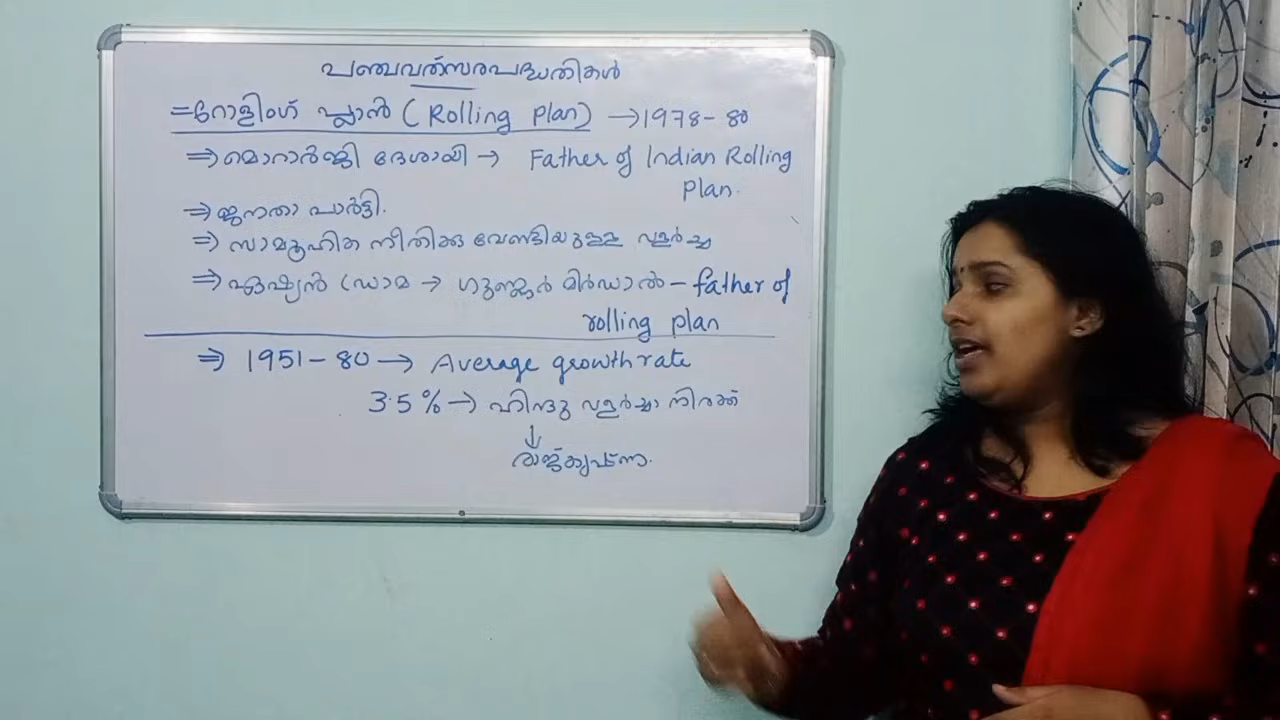 പഞ്ചവത്സരപദ്ധതികൾ
=റോളിംഗ് പ്ലാൻ (Rolling Plan) →1978-80
⇒മൊറാർജി ദേശായി → Father of Indian Rolling
Plan.
⇒ജനതാ പാർട്ടി.
⇒ സാമൂഹിക നീതിക്കു വേണ്ടിയുള്ള വളർച്ച
⇒ ഏഷ്യൻ ഡ്രാമ → ഗുണ്ണർ മിർഡാൽ - father of
rolling plan
⇒ 1951-80 → Average growth rate
3.5% → ഹിന്ദു വളർച്ചാ നിരക്ക്
↓
രാജ്കൃഷ്ണ.